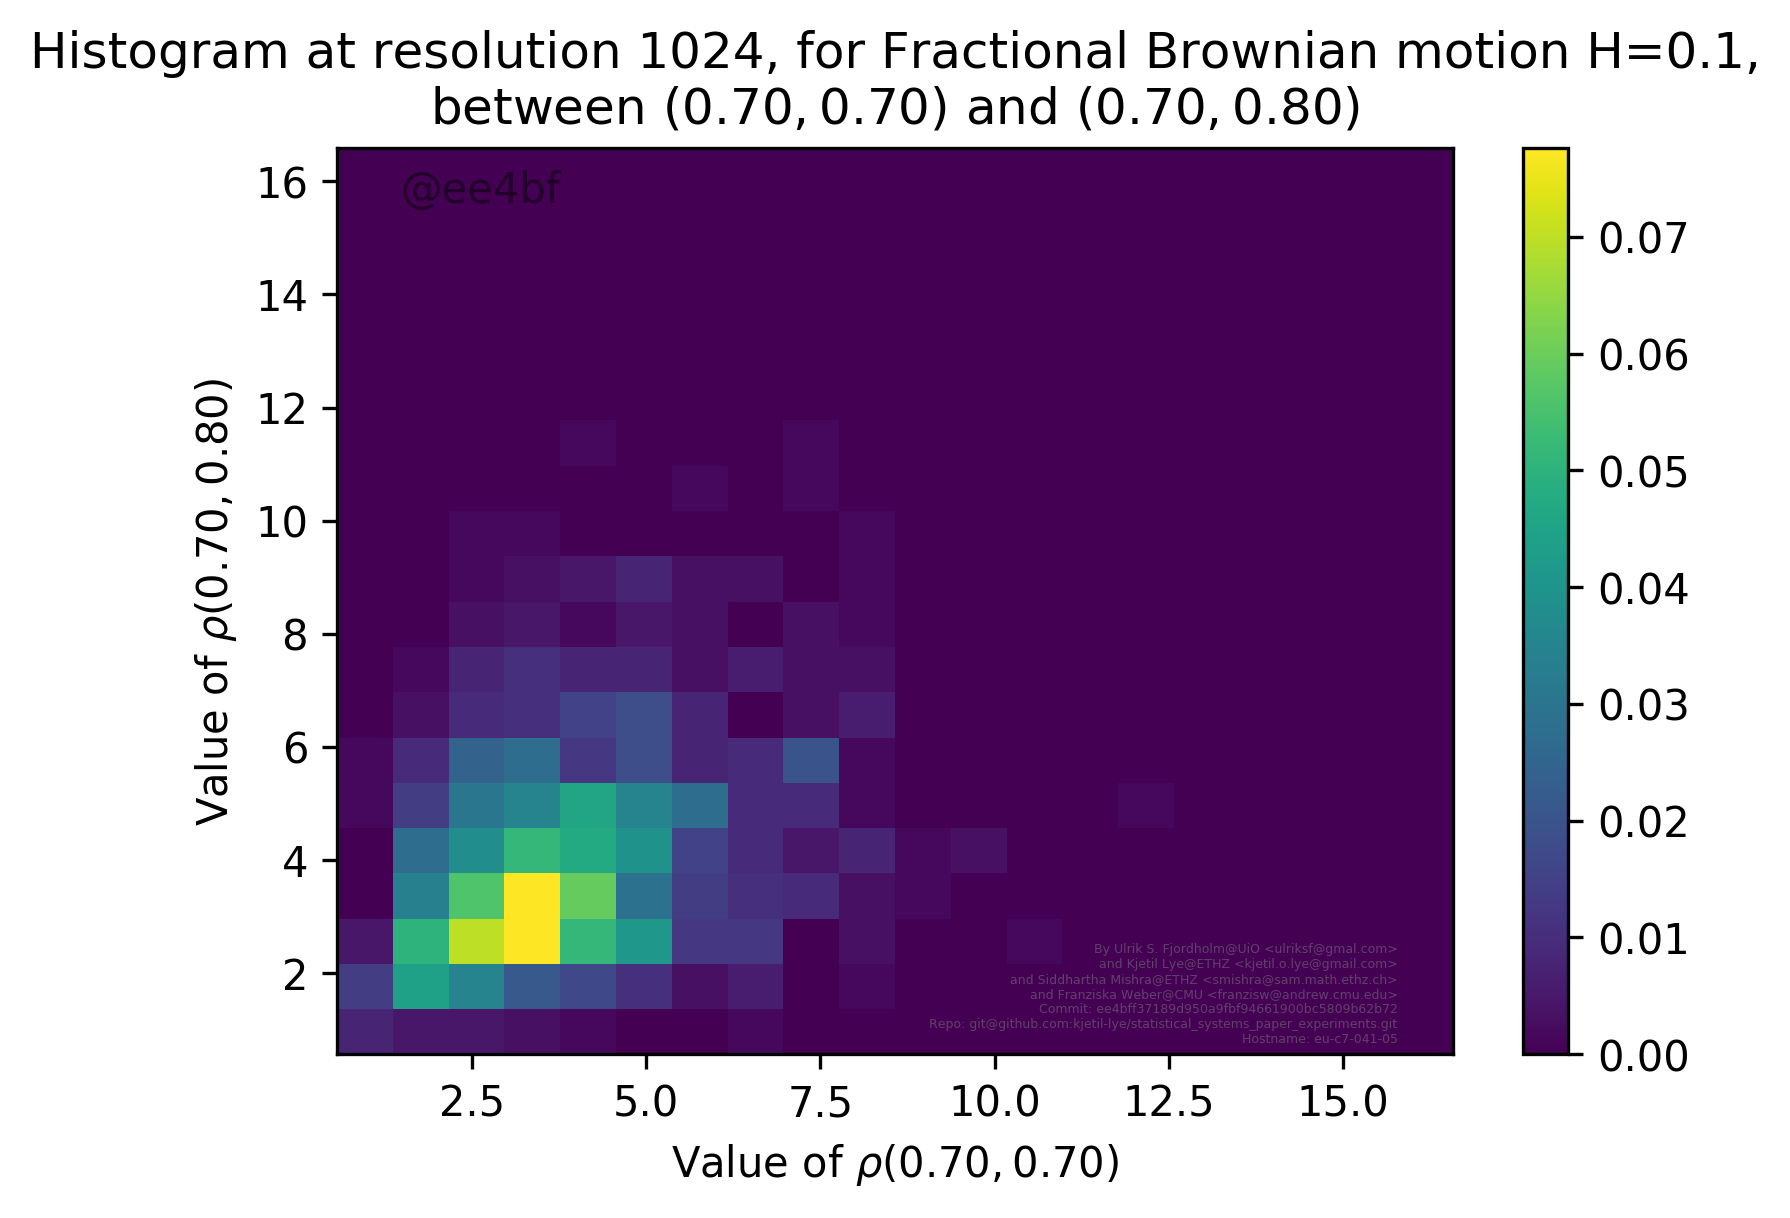 Histogram at resolution 1024, for Fractional Brownian motion H=0.1,
between (0.70, 0.70) and (0.70, 0.80)
@ee4bf
16
14
12
10
8
6
4
2
Value of ρ(0.70, 0.80)
2.5 5.0 7.5 10.0 12.5 15.0
Value of ρ(0.70, 0.70)
0.07
0.06
0.05
0.04
0.03
0.02
0.01
0.00
By Ulrik S. Fjordholm@UiO <ulriksf@gmal.com>
and Kjetil Lye@ETHZ <kjetil.o.lye@gmail.com>
and Siddhartha Mishra@ETHZ <smishra@sam.math.ethz.ch>
and Franziska Weber@CMU <franzisw@andrew.cmu.edu>
Commit: ee4bff37189d950a9fbf94661900bc5809b62b72
Repo: git@github.com:kjetil-lye/statistical_systems_paper_experiments.git
Hostname: eu-c7-041-05